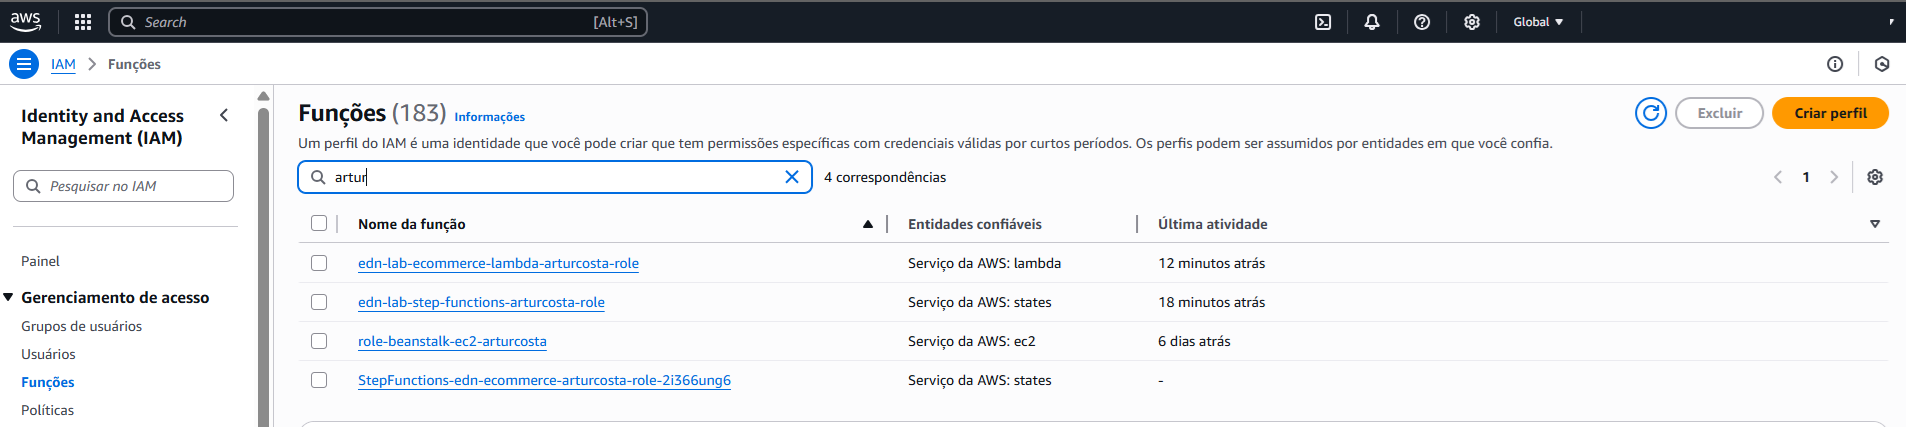 aws
Search [Alt+S] Global
IAM Funções
Identity and Access Management (IAM)
Pesquisar no IAM
Painel
Gerenciamento de acesso
Grupos de usuários
Usuários
Funções
Políticas
Funções (183) Informações
Excluir Criar perfil
Um perfil do IAM é uma identidade que você pode criar que tem permissões específicas com credenciais válidas por curtos períodos. Os perfis podem ser assumidos por entidades em que você confia.
artur 4 correspondências 1
Nome da função Entidades confiáveis Última atividade
edn-lab-ecommerce-lambda-arturcosta-role Serviço da AWS: lambda 12 minutos atrás
edn-lab-step-functions-arturcosta-role Serviço da AWS: states 18 minutos atrás
role-beanstalk-ec2-arturcosta Serviço da AWS: ec2 6 dias atrás
StepFunctions-edn-ecommerce-arturcosta-role-2i366ung6 Serviço da AWS: states -